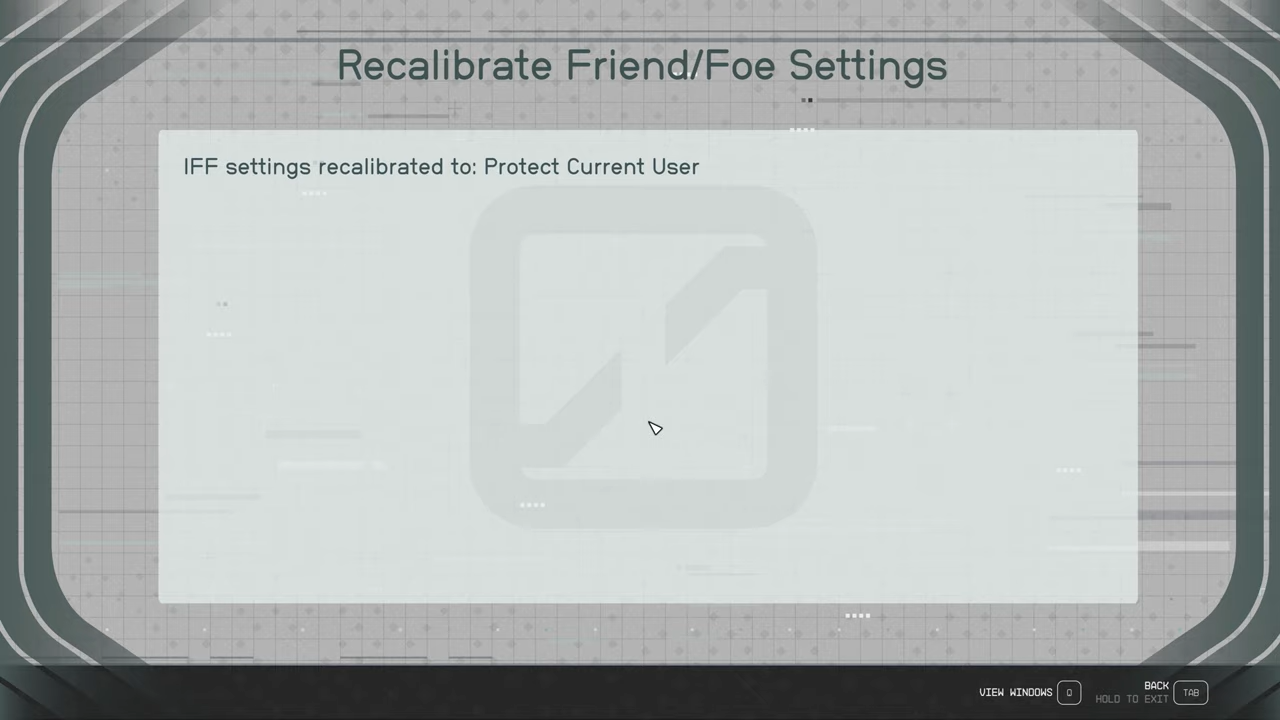 Recalibrate Friend/Foe Settings
IFF settings recalibrated to: Protect Current User
VIEW WINDOWS Q
BACK
HOLD TO EXIT TAB